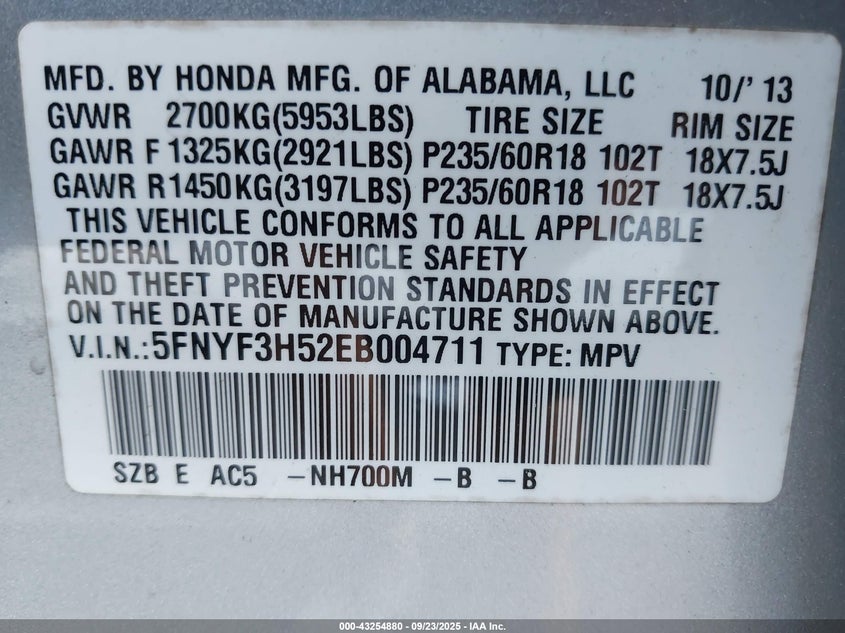 MFD. BY HONDA MFG. OF ALABAMA, LLC 10/' 13
GVWR 2700KG(5953LBS) TIRE SIZE RIM SIZE
GAWR F 1325KG(2921LBS) P235/60R18 102T 18X7.5J
GAWR R1450KG(3197LBS) P235/60R18 102T 18X7.5J
THIS VEHICLE CONFORMS TO ALL APPLICABLE
FEDERAL MOTOR VEHICLE SAFETY
AND THEFT PREVENTION STANDARDS IN EFFECT
ON THE DATE OF MANUFACTURE SHOWN ABOVE.
V.I.N.:5FNYF3H52EB004711 TYPE: MPV
SZB E AC5 -NH700M -B -B
000-43254880 - 09/23/2025 - IAA Inc.